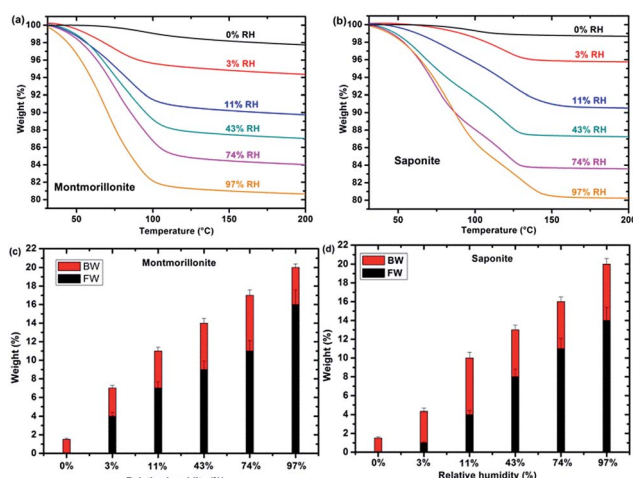 (a)
100
98
96
94
92
90
88
86
84
82
80
Weight (%)
0% RH
3% RH
11% RH
43% RH
74% RH
97% RH
Montmorillonite
50 100 150 200
Temperature (°C)
(b)
100
98
96
94
92
90
88
86
84
82
80
Weight (%)
0% RH
3% RH
11% RH
43% RH
74% RH
97% RH
Saponite
50 100 150 200
Temperature (°C)
(c)
Montmorillonite
BW
FW
22
20
18
16
14
12
10
8
6
4
2
0
Weight (%)
0% 3% 11% 43% 74% 97%
(d)
Saponite
BW
FW
22
20
18
16
14
12
10
8
6
4
2
0
Weight (%)
0% 3% 11% 43% 74% 97%
Relative humidity (%)